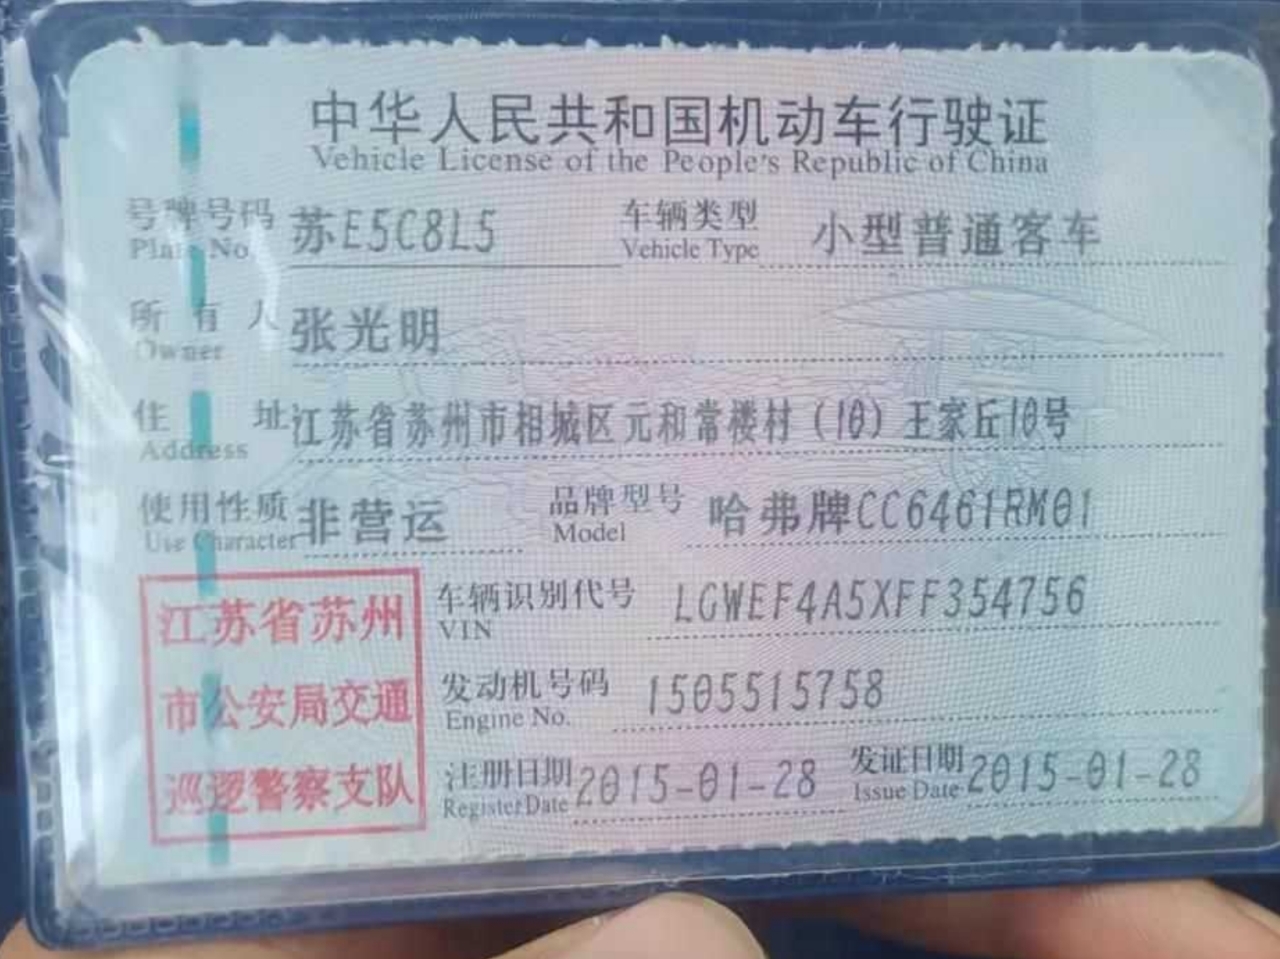 中华人民共和国机动车行驶证
Vehicle License of the People's Republic of China
号牌号码 苏E5C8L5 车辆类型 小型普通客车
Plate No. Vehicle Type
所有人 张光明
Owner
住址 江苏省苏州市相城区元和常楼村（10）王家丘10号
Address
使用性质 非营运 品牌型号 哈弗牌CC6461RM01
Use Character Model
江苏省苏州
市公安局交通
巡逻警察支队
车辆识别代号 LGWEF4A5XFF354756
VIN
发动机号码 1505515758
Engine No.
注册日期 2015-01-28 发证日期 2015-01-28
Register Date Issue Date